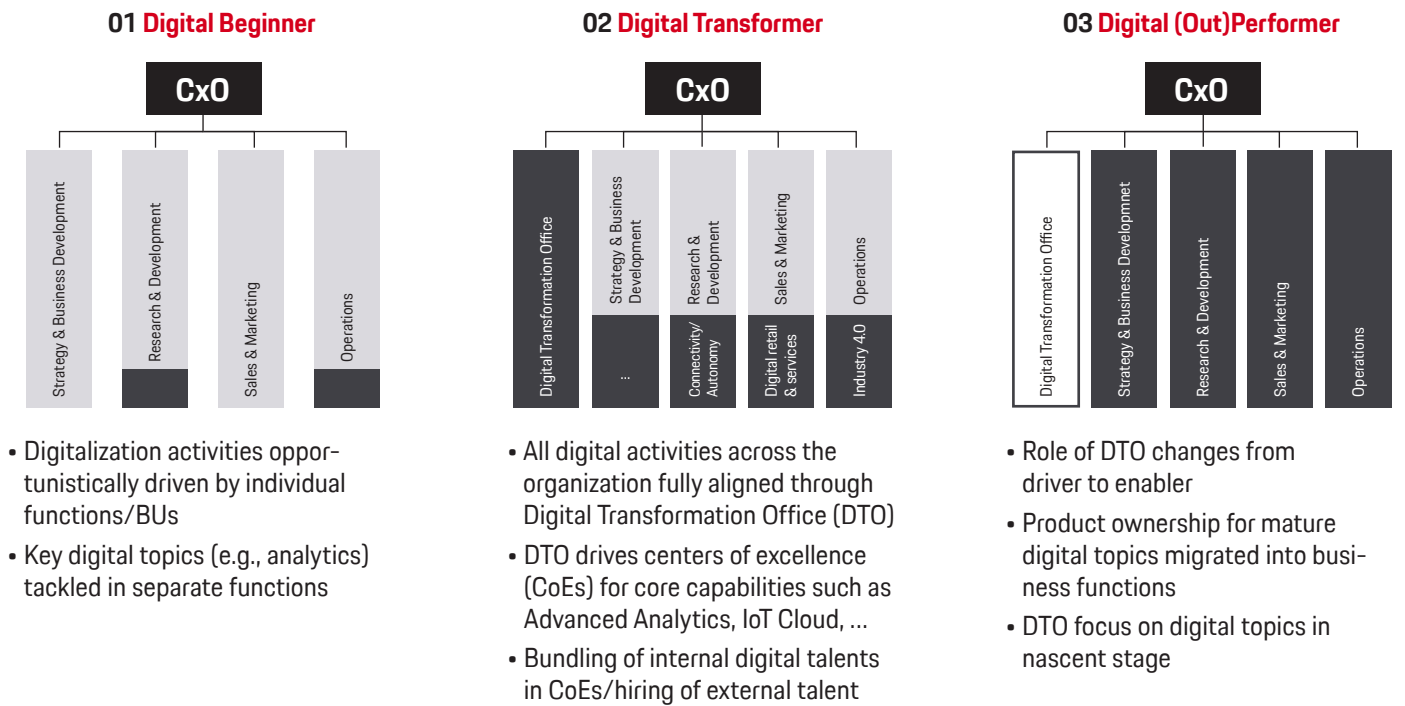 01 Digital Beginner
CxO
Strategy & Business Development
Research & Development
Sales & Marketing
Operations
• Digitalization activities oppor-
tunistically driven by individual
functions/BUs
• Key digital topics (e.g., analytics)
tackled in separate functions
02 Digital Transformer
CxO
Digital Transformation Office
Strategy & Business
Development
...
Research &
Development
Connectivity/
Autonomy
Sales & Marketing
Digital retail
& services
Operations
Industry 4.0
• All digital activities across the
organization fully aligned through
Digital Transformation Office (DTO)
• DTO drives centers of excellence
(CoEs) for core capabilities such as
Advanced Analytics, IoT Cloud, ...
• Bundling of internal digital talents
in CoEs/hiring of external talent
03 Digital (Out)Performer
CxO
Digital Transformation Office
Strategy & Business Developmnet
Research & Development
Sales & Marketing
Operations
• Role of DTO changes from
driver to enabler
• Product ownership for mature
digital topics migrated into busi-
ness functions
• DTO focus on digital topics in
nascent stage